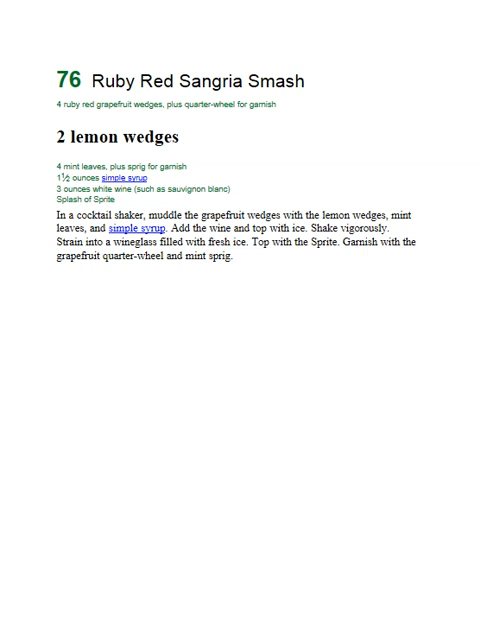 76 Ruby Red Sangria Smash
4 ruby red grapefruit wedges, plus quarter-wheel for garnish
2 lemon wedges
4 mint leaves, plus sprig for garnish
1½ ounces simple syrup
3 ounces white wine (such as sauvignon blanc)
Splash of Sprite
In a cocktail shaker, muddle the grapefruit wedges with the lemon wedges, mint
leaves, and simple syrup. Add the wine and top with ice. Shake vigorously.
Strain into a wineglass filled with fresh ice. Top with the Sprite. Garnish with the
grapefruit quarter-wheel and mint sprig.